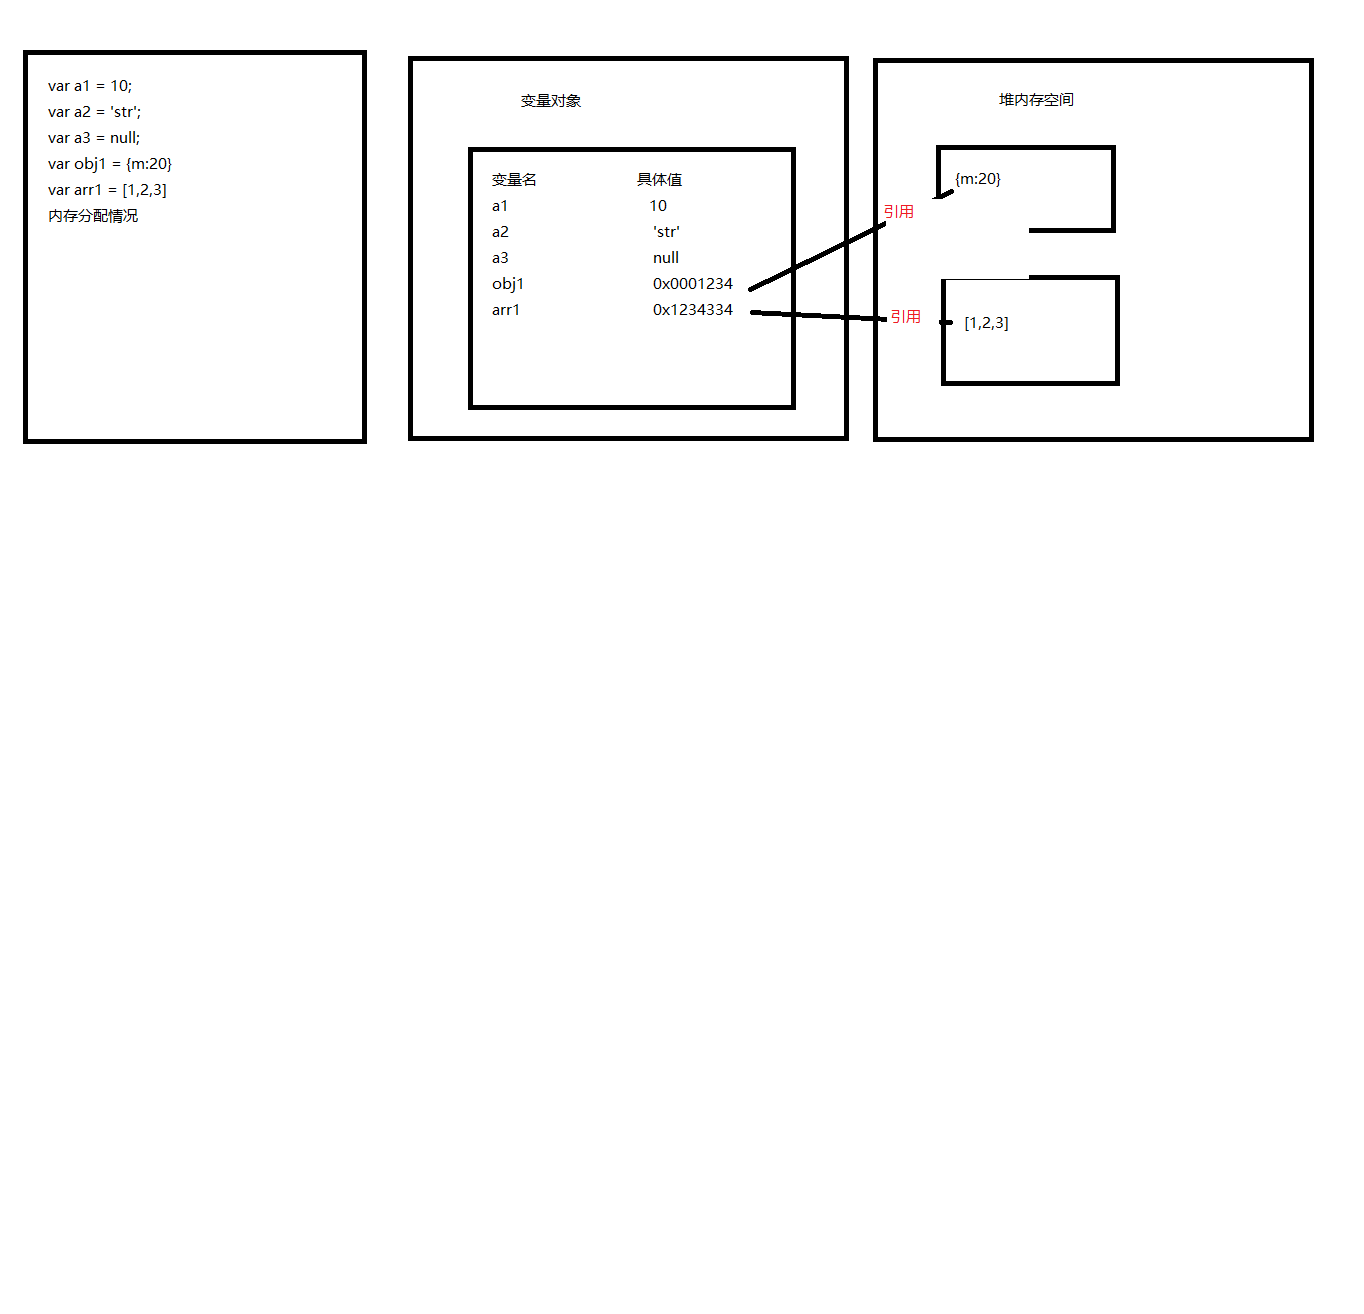 var a1 = 10;
var a2 = 'str';
var a3 = null;
var obj1 = {m:20}
var arr1 = [1,2,3]
内存分配情况
变量对象
变量名 具体值
a1 10
a2 'str'
a3 null
obj1 0x0001234
arr1 0x1234334
堆内存空间
{m:20}
引用
引用
[1,2,3]